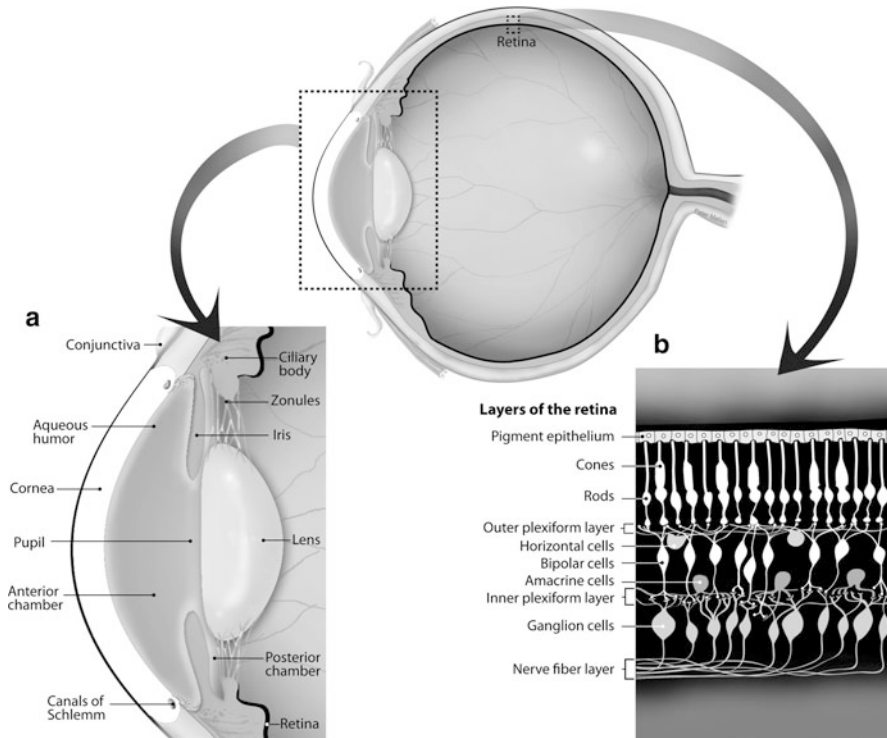 Retina
a
Conjunctiva
Aqueous
humor
Cornea
Pupil
Anterior
chamber
Canals of
Schlemm
Ciliary
body
Zonules
Iris
Lens
Posterior
chamber
Retina
b
Layers of the retina
Pigment epithelium
Cones
Rods
Outer plexiform layer
Horizontal cells
Bipolar cells
Amacrine cells
Inner plexiform layer
Ganglion cells
Nerve fiber layer